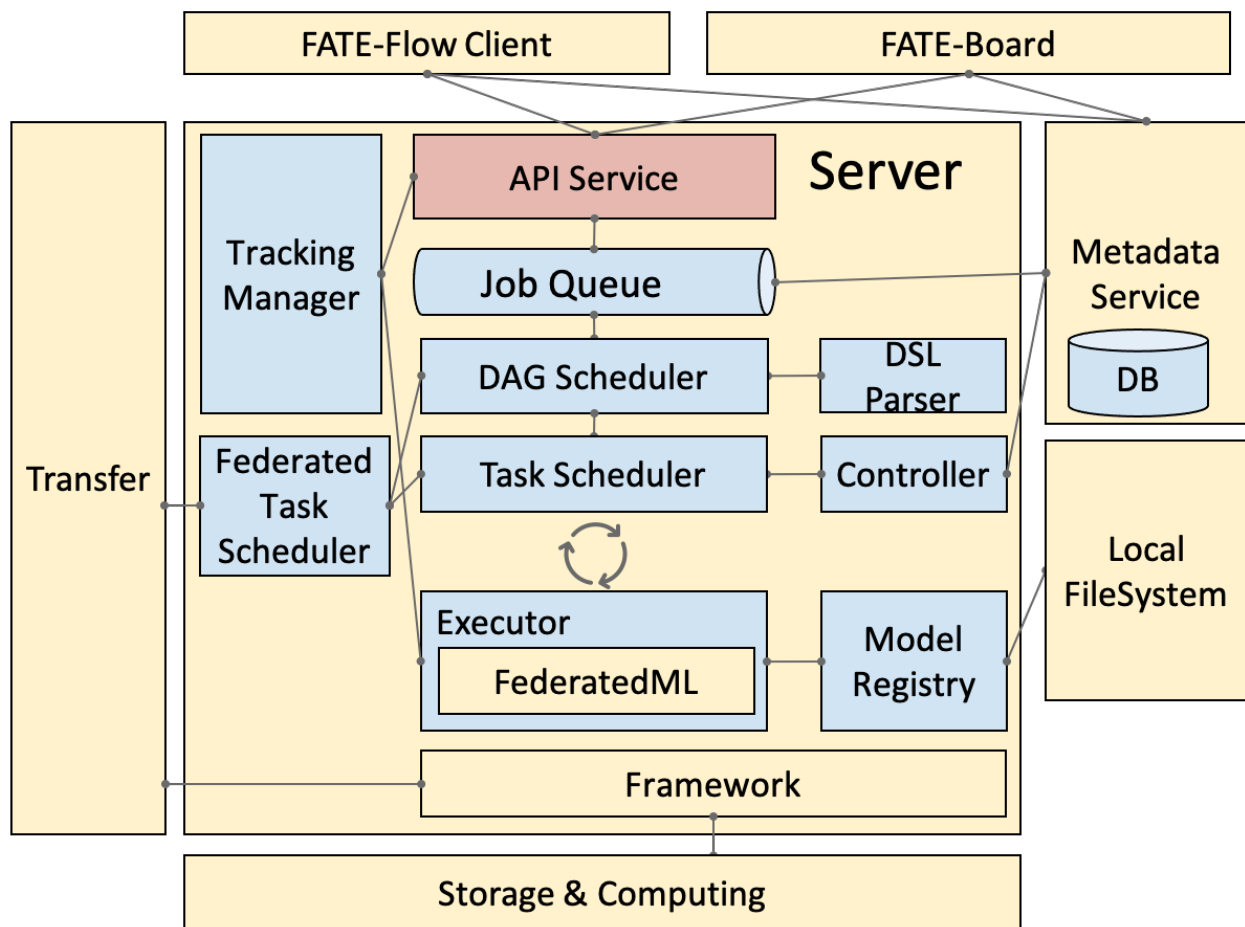 FATE-Flow Client
FATE-Board
Server
API Service
Tracking
Manager
Job Queue
Metadata
Service
DB
DAG Scheduler
DSL
Parser
Transfer
Federated
Task
Scheduler
Task Scheduler
Controller
Local
FileSystem
Executor
FederatedML
Model
Registry
Framework
Storage & Computing